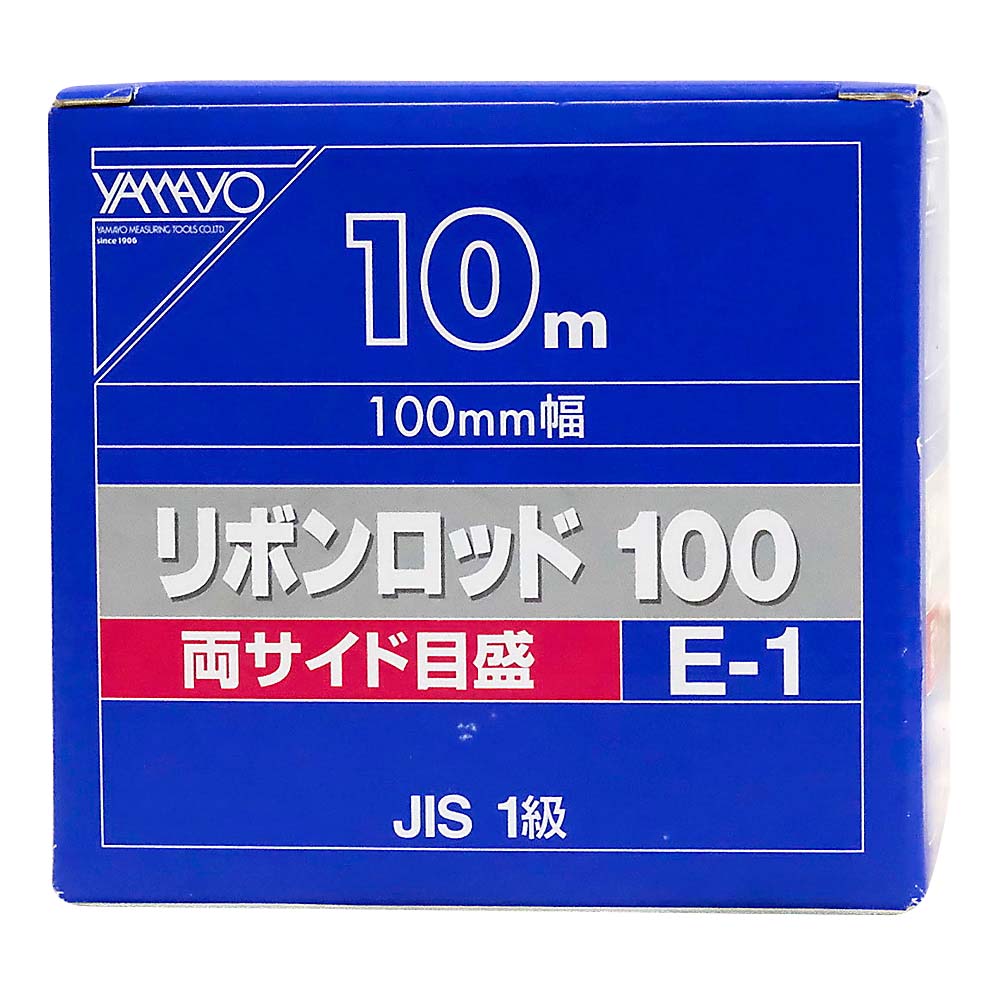 YAMAYO
YAMAYO MEASURING TOOLS CO.,LTD
since 1906
10m
100mm幅
リボンロッド 100
両サイド目盛 E-1
JIS 1級